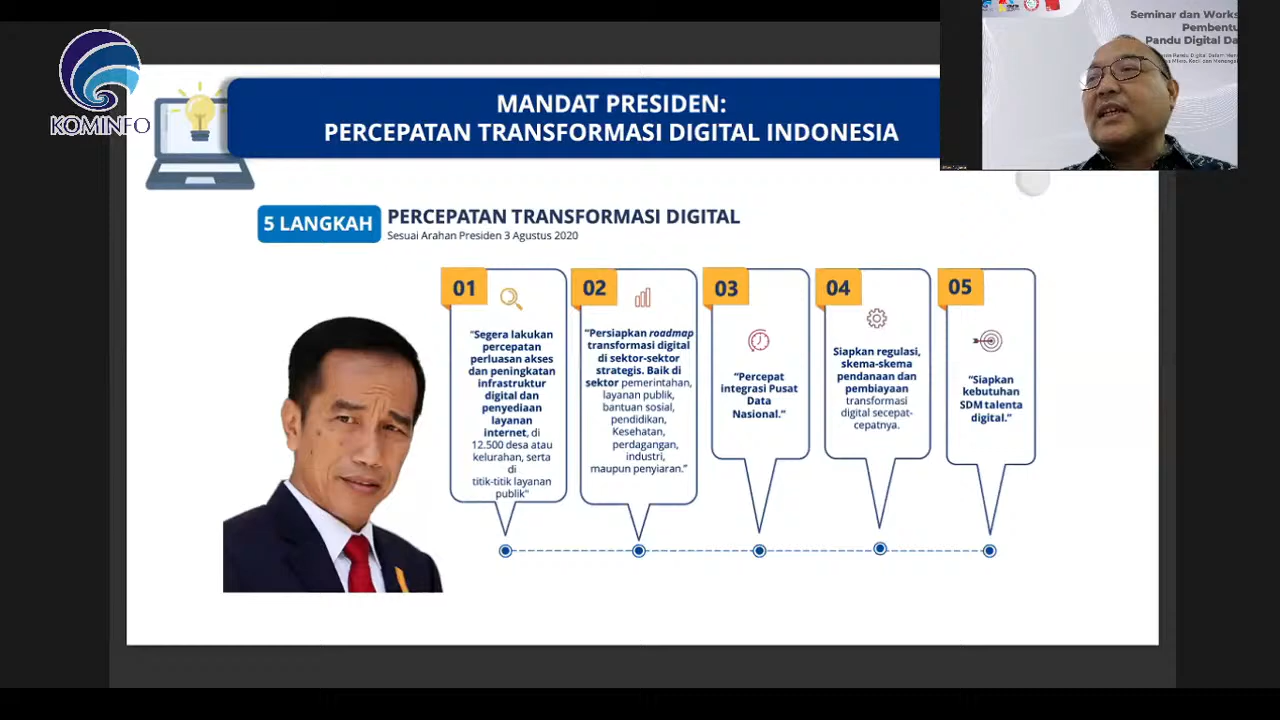 KOMINFO
MANDAT PRESIDEN:
PERCEPATAN TRANSFORMASI DIGITAL INDONESIA
Seminar dan Works
Pembentu
Pandu Digital Da
5 LANGKAH
PERCEPATAN TRANSFORMASI DIGITAL
Sesuai Arahan Presiden 3 Agustus 2020
01
"Segera lakukan
percepatan
perluasan akses
dan peningkatan
infrastruktur
digital dan
penyediaan
layanan
internet, di
12.500 desa atau
kelurahan, serta
di
titik-titik layanan
publik"
02
"Persiapkan roadmap
transformasi digital
di sektor-sektor
strategis. Baik di
sektor pemerintahan,
layanan publik,
bantuan sosial,
pendidikan,
Kesehatan,
perdagangan,
industri,
maupun penyiaran."
03
"Percepat
integrasi Pusat
Data
Nasional."
04
Siapkan regulasi,
skema-skema
pendanaan dan
pembiayaan
transformasi
digital secepat-
cepatnya.
05
"Siapkan
kebutuhan
SDM talenta
digital."